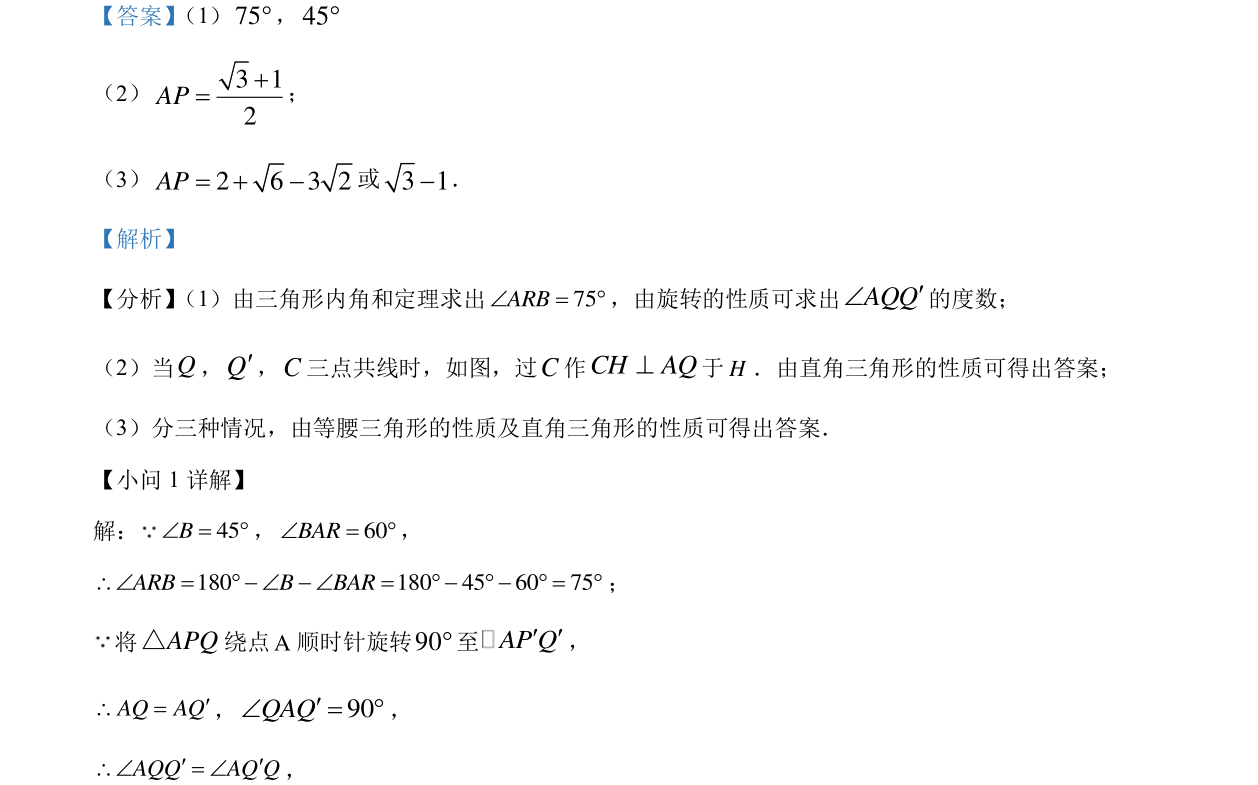 【答案】（1）75°，45°
（2）AP = (√3+1)/2；
（3）AP = 2+√6−3√2 或 √3−1．
【解析】
【分析】（1）由三角形内角和定理求出∠ARB = 75°，由旋转的性质可求出∠AQQ′的度数；
（2）当Q，Q′，C三点共线时，如图，过C作CH⊥AQ于H．由直角三角形的性质可得出答案；
（3）分三种情况，由等腰三角形的性质及直角三角形的性质可得出答案．
【小问 1 详解】
解：∵∠B = 45°，∠BAR = 60°，
∴∠ARB = 180° − ∠B − ∠BAR = 180° − 45° − 60° = 75°；
∵将△APQ绕点A顺时针旋转90°至□AP′Q′，
∴AQ = AQ′，∠QAQ′ = 90°，
∴∠AQQ′ = ∠AQ′Q，